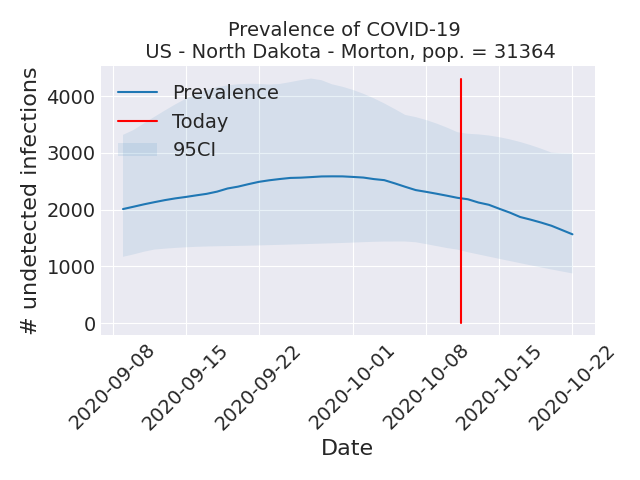 Prevalence of COVID-19
US - North Dakota - Morton, pop. = 31364
# undetected infections
4000
3000
2000
1000
0
Prevalence
Today
95CI
2020-09-08
2020-09-15
2020-09-22
2020-10-01
2020-10-08
2020-10-15
2020-10-22
Date